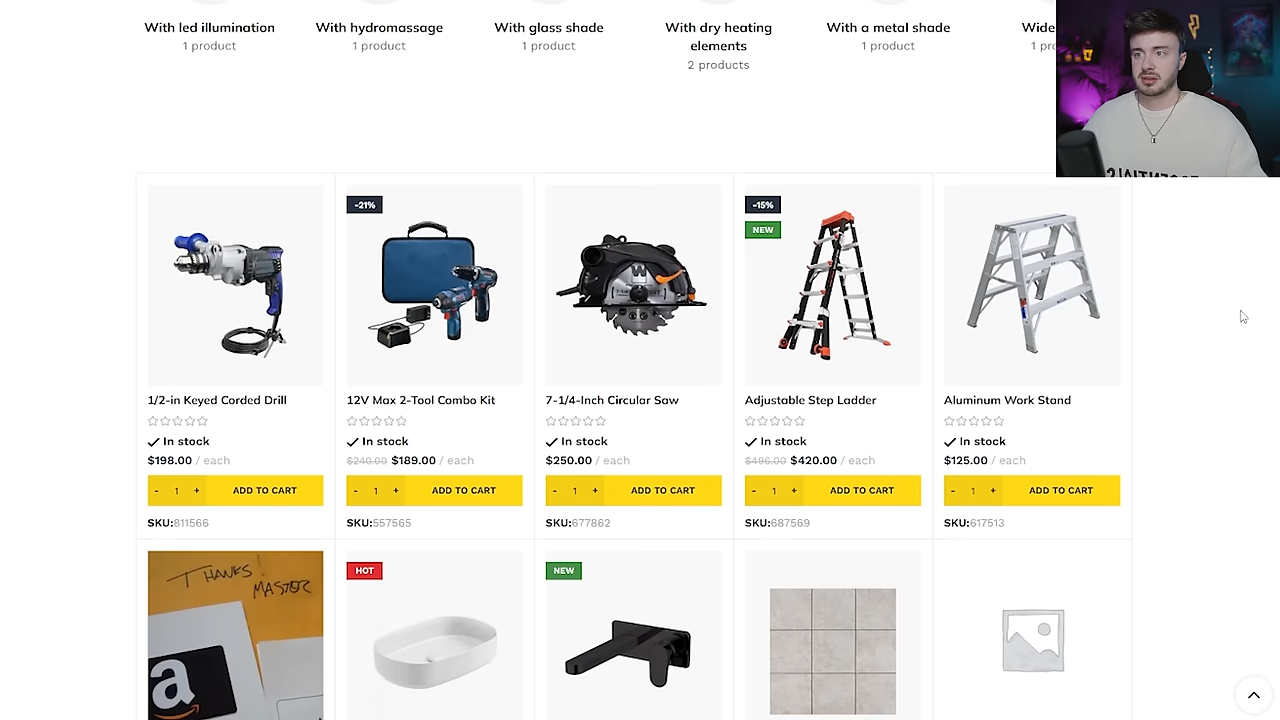 With led illumination
1 product
With hydromassage
1 product
With glass shade
1 product
With dry heating
elements
2 products
With a metal shade
1 product
Wide
1 pro
1/2-in Keyed Corded Drill
In stock
$198.00 / each
- 1 + ADD TO CART
SKU:811566
-21%
12V Max 2-Tool Combo Kit
In stock
$240.00 $189.00 / each
- 1 + ADD TO CART
SKU:557565
W
7-1/4-Inch Circular Saw
In stock
$250.00 / each
- 1 + ADD TO CART
SKU:677862
-15%
NEW
Adjustable Step Ladder
In stock
$496.00 $420.00 / each
- 1 + ADD TO CART
SKU:687569
Aluminum Work Stand
In stock
$125.00 / each
- 1 + ADD TO CART
SKU:617513
THANKS!
MASTER
a
HOT
NEW